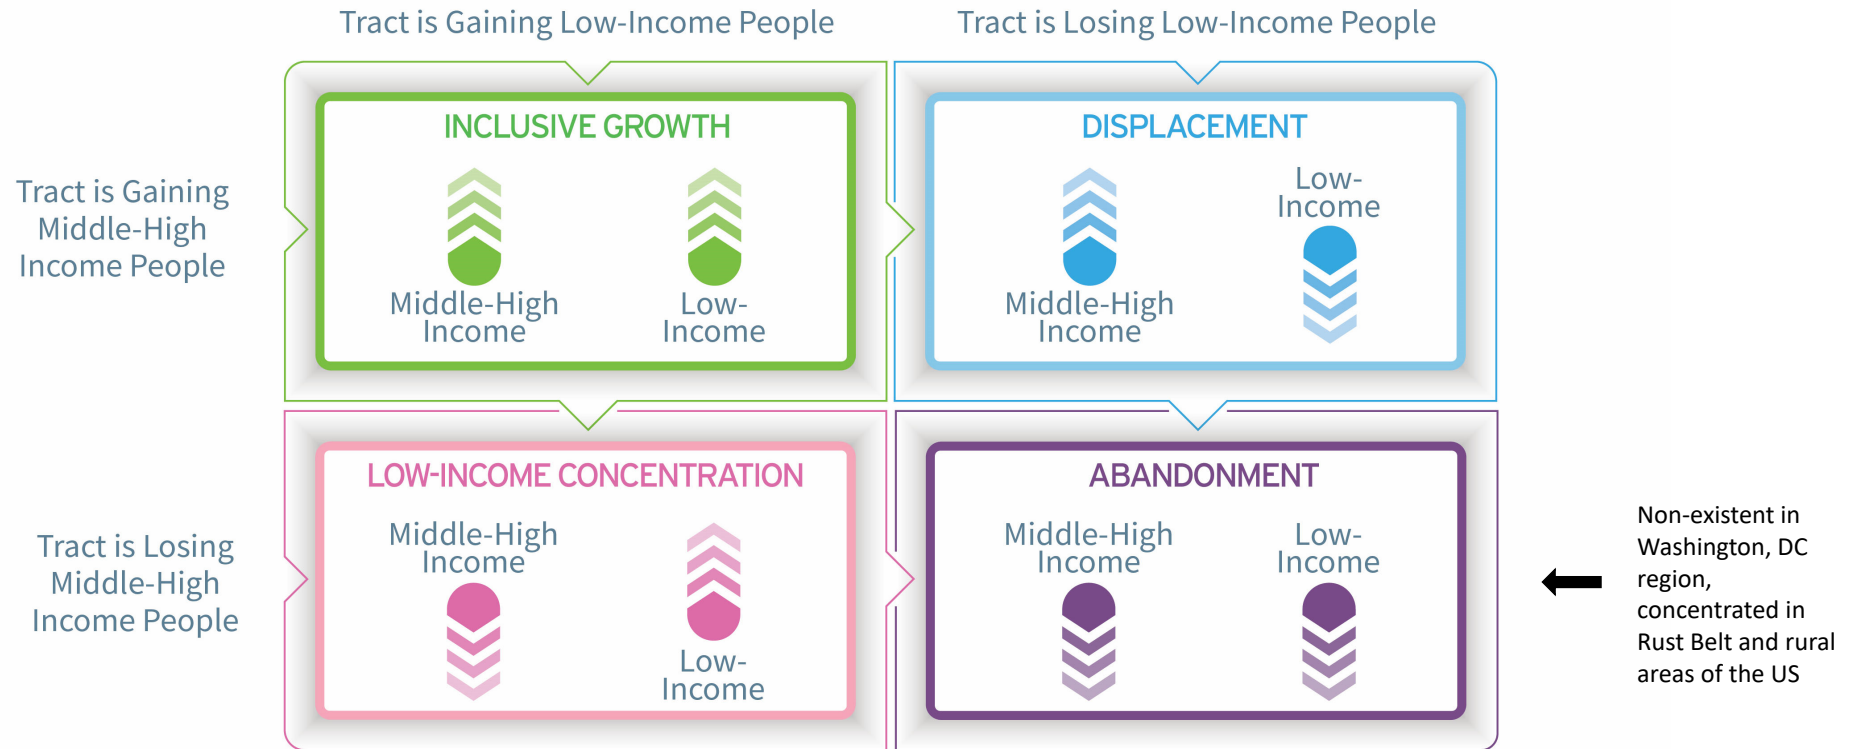 Tract is Gaining Low-Income People
Tract is Losing Low-Income People
Tract is Gaining
Middle-High
Income People
INCLUSIVE GROWTH
Middle-High
Income
Low-
Income
DISPLACEMENT
Middle-High
Income
Low-
Income
Tract is Losing
Middle-High
Income People
LOW-INCOME CONCENTRATION
Middle-High
Income
Low-
Income
ABANDONMENT
Middle-High
Income
Low-
Income
Non-existent in
Washington, DC
region,
concentrated in
Rust Belt and rural
areas of the US